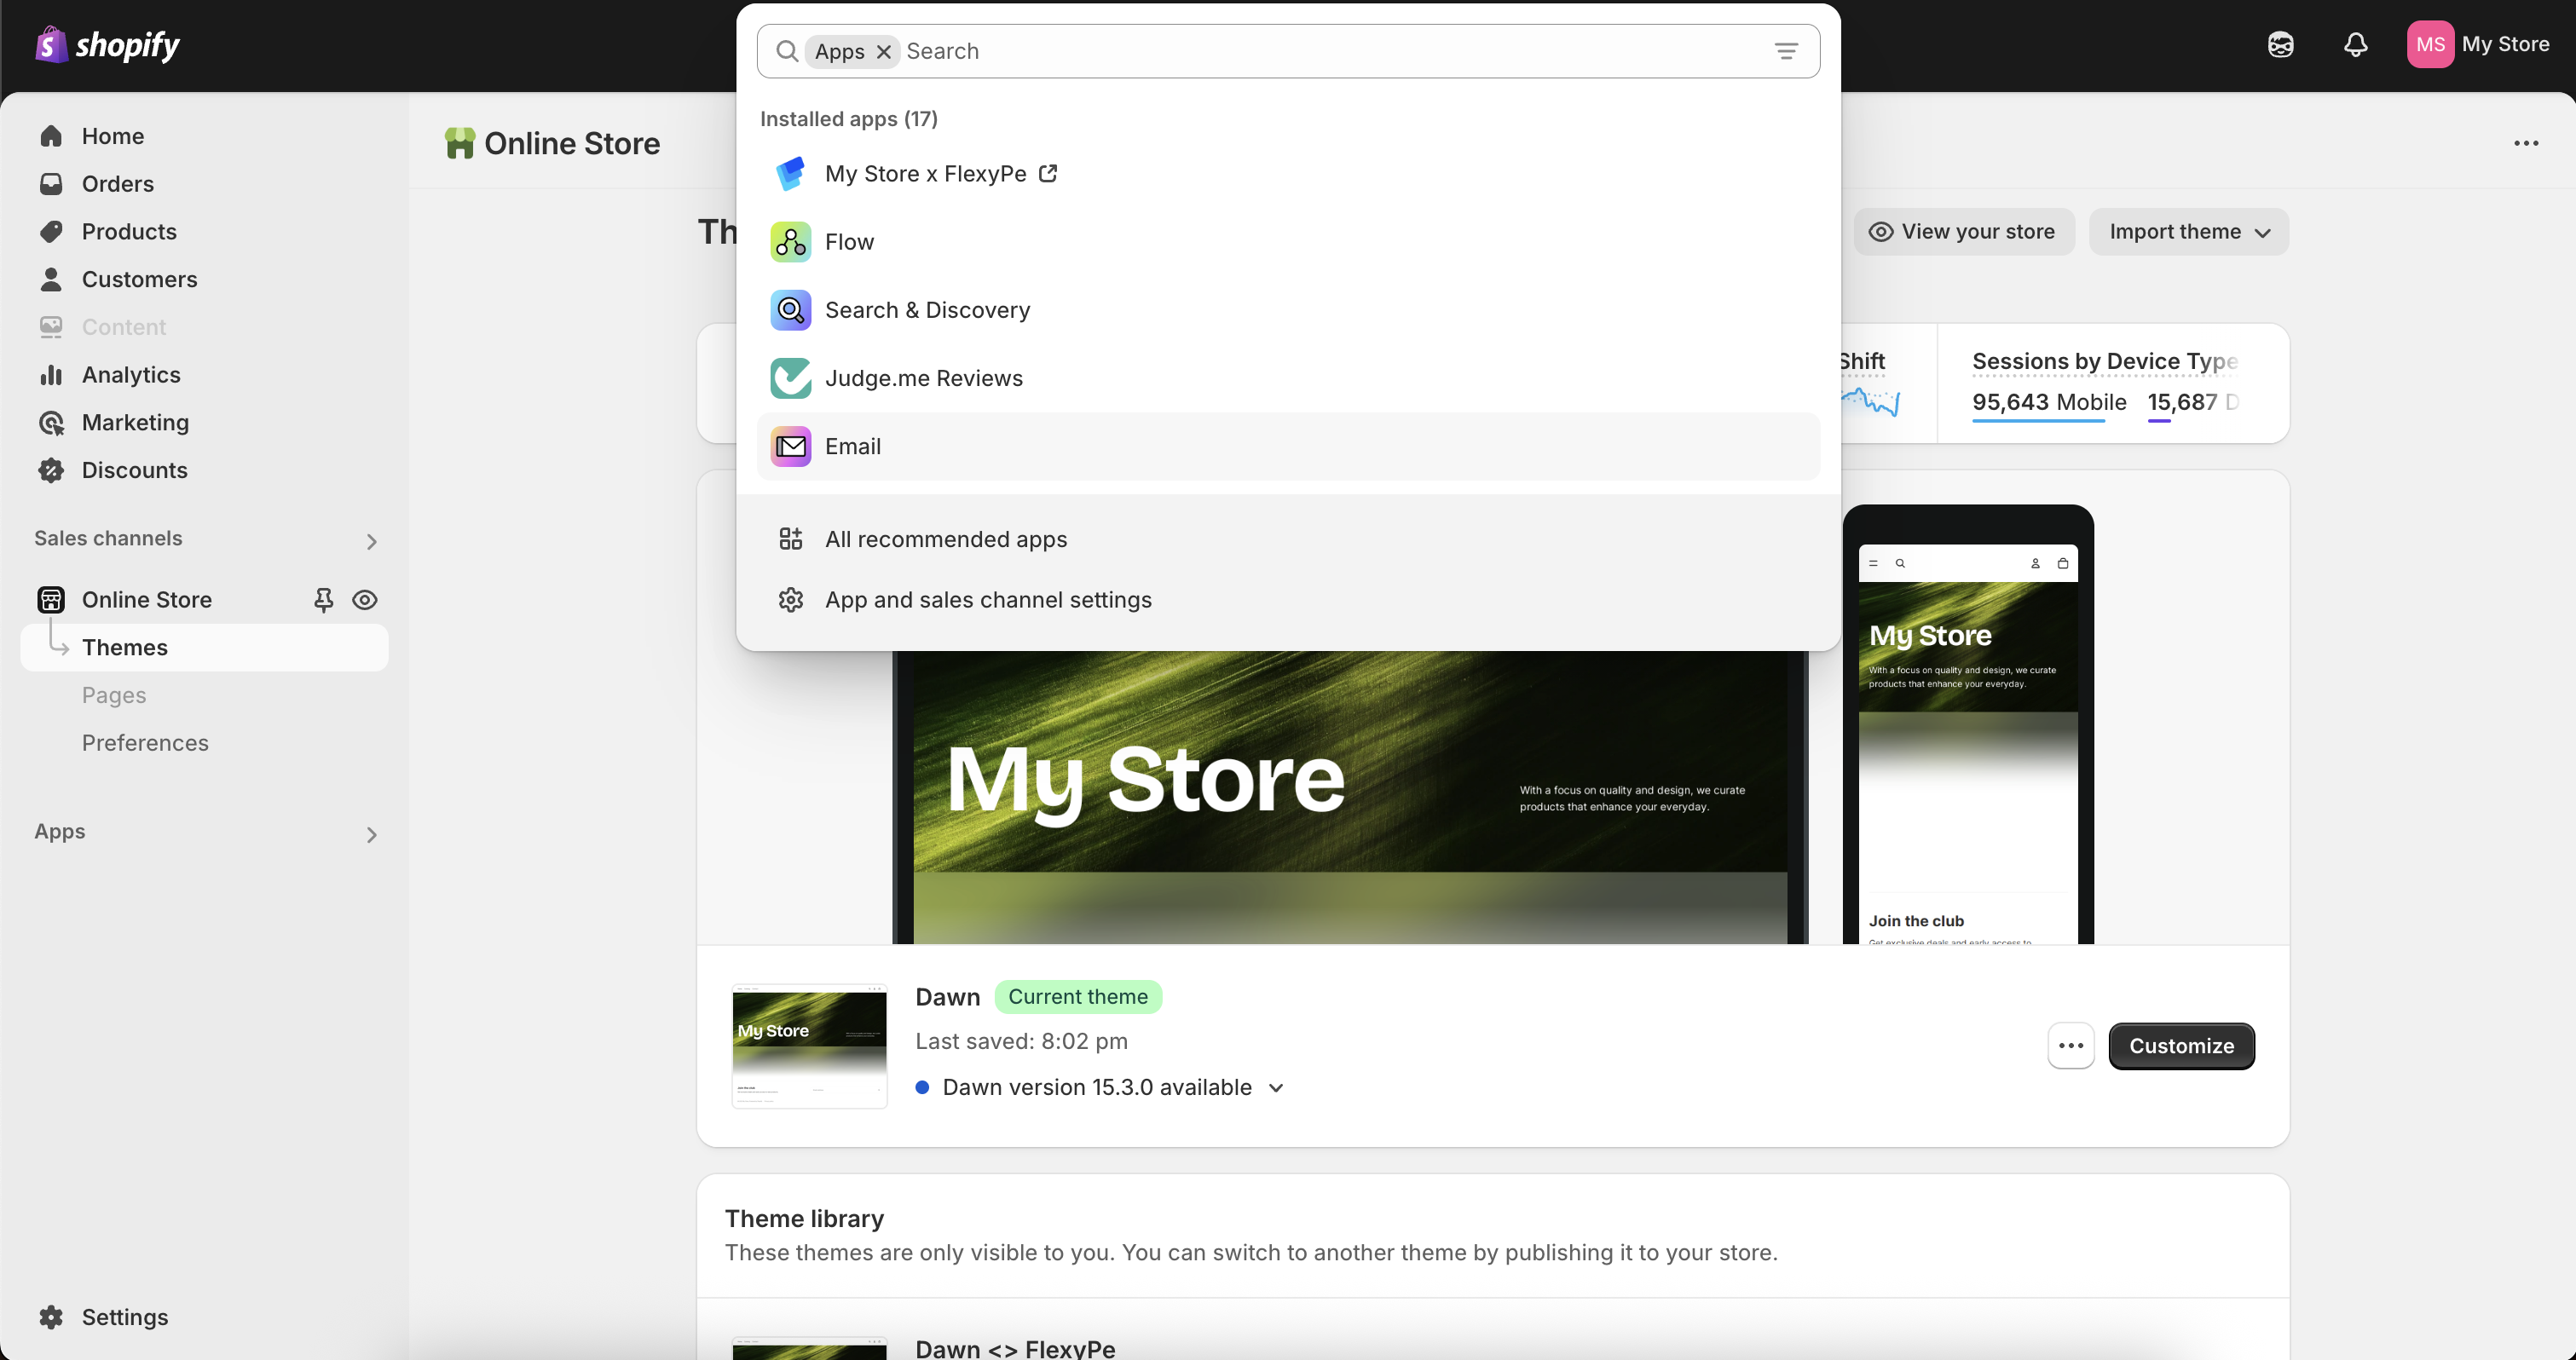 shopify
Apps Search
My Store
MS
Home
Orders
Products
Customers
Content
Analytics
Marketing
Discounts
Sales channels
Online Store
Themes
Pages
Preferences
Apps
Settings
Online Store
Installed apps (17)
My Store x FlexyPe
Flow
Search & Discovery
Judge.me Reviews
Email
All recommended apps
App and sales channel settings
Th
View your store
Import theme
Shift
Sessions by Device Type
95,643 Mobile 15,687 D
My Store
With a focus on quality and design, we curate
products that enhance your everyday.
My Store
With a focus on quality and design, we curate
products that enhance your everyday.
Join the club
Get exclusive deals and early access to
My Store
Dawn Current theme
Last saved: 8:02 pm
Dawn version 15.3.0 available
Customize
Theme library
These themes are only visible to you. You can switch to another theme by publishing it to your store.
Dawn <> FlexyPe